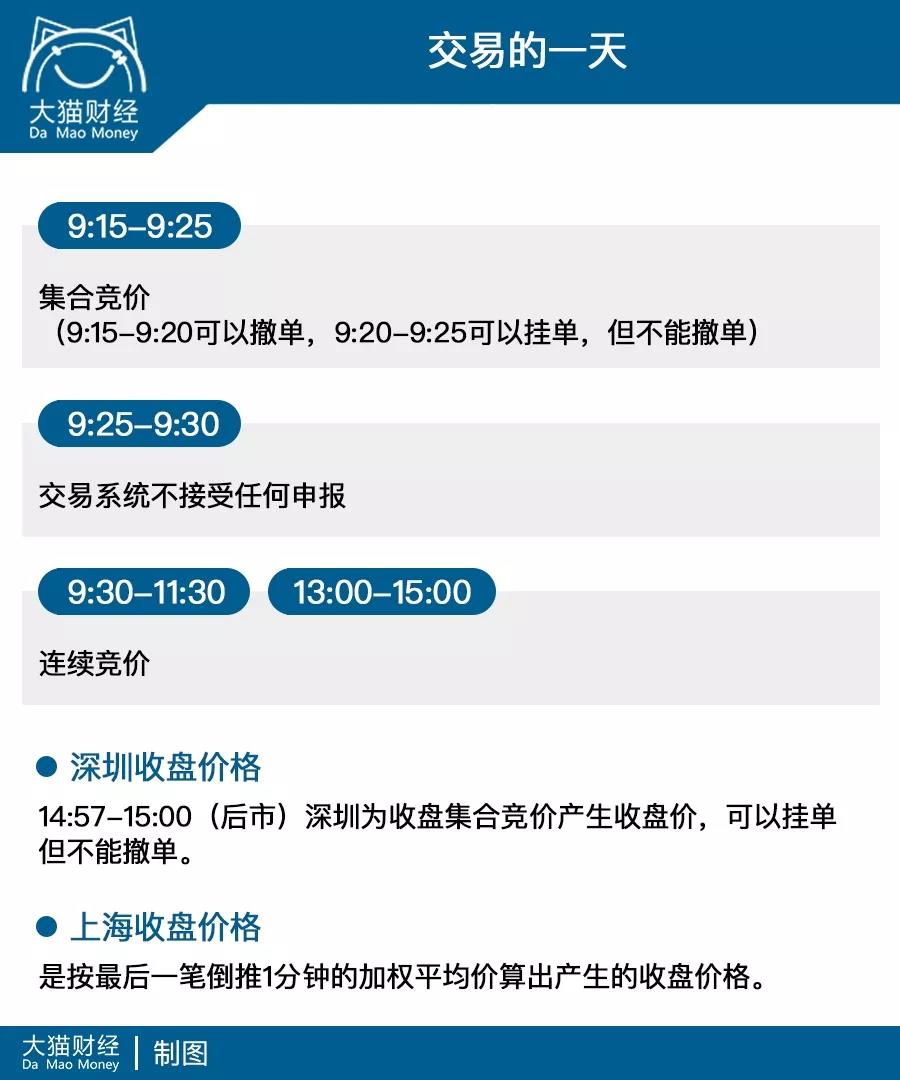 交易的一天
大猫财经
Da Mao Money
9:15–9:25
集合竞价
（9:15–9:20可以撤单，9:20–9:25可以挂单，但不能撤单）
9:25–9:30
交易系统不接受任何申报
9:30–11:30 13:00–15:00
连续竞价
● 深圳收盘价格
14:57–15:00（后市）深圳为收盘集合竞价产生收盘价，可以挂单
但不能撤单。
● 上海收盘价格
是按最后一笔倒推1分钟的加权平均价算出产生的收盘价格。
大猫财经 | 制图
Da Mao Money